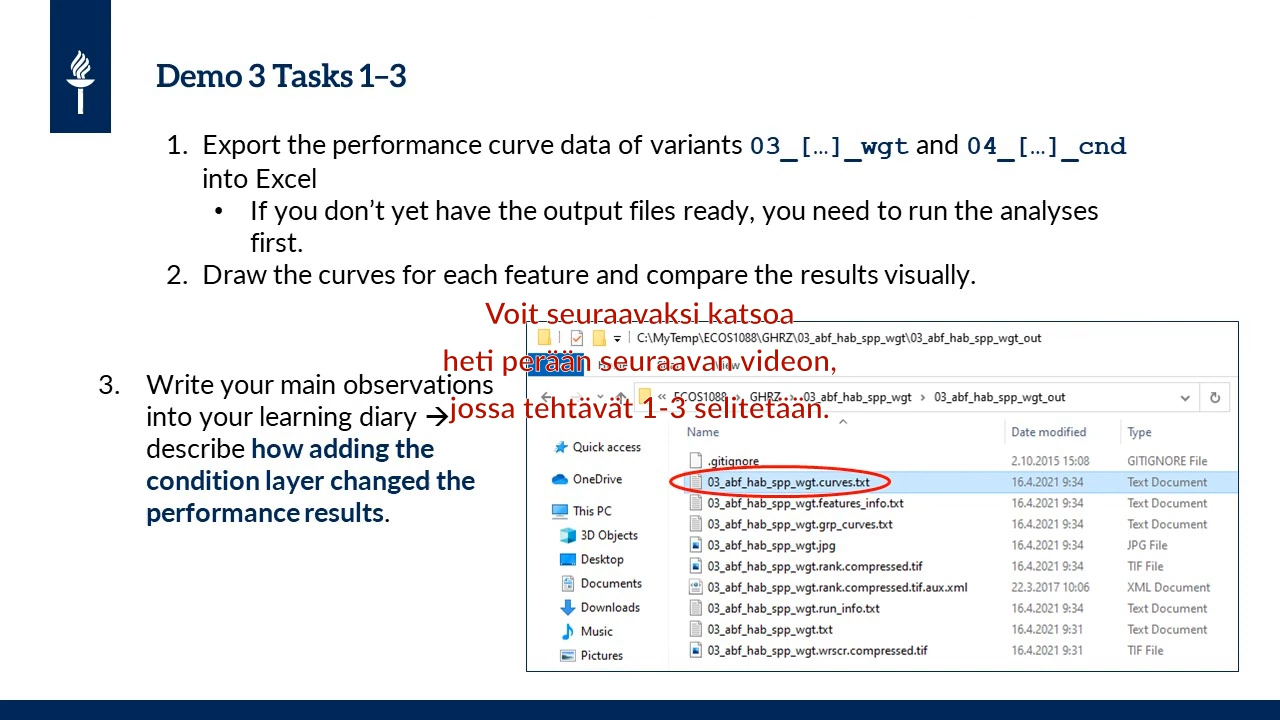 Demo 3 Tasks 1–3
1. Export the performance curve data of variants 03_[…]_wgt and 04_[…]_cnd
into Excel
• If you don’t yet have the output files ready, you need to run the analyses
first.
2. Draw the curves for each feature and compare the results visually.
Voit seuraavaksi katsoa
heti perään seuraavan videon,
jossa tehtävät 1-3 selitetään.
3. Write your main observations
into your learning diary →
describe how adding the
condition layer changed the
performance results.
C:\MyTemp\ECOS1088\GHRZ\03_abf_hab_spp_wgt\03_abf_hab_spp_wgt_out
View
« ECOS1088 › GHRZ › 03_abf_hab_spp_wgt › 03_abf_hab_spp_wgt_out
Name Date modified Type
Quick access
OneDrive
This PC
3D Objects
Desktop
Documents
Downloads
Music
Pictures
.gitignore 2.10.2015 15:08 GITIGNORE File
03_abf_hab_spp_wgt.curves.txt 16.4.2021 9:34 Text Document
03_abf_hab_spp_wgt.features_info.txt 16.4.2021 9:34 Text Document
03_abf_hab_spp_wgt.grp_curves.txt 16.4.2021 9:34 Text Document
03_abf_hab_spp_wgt.jpg 16.4.2021 9:34 JPG File
03_abf_hab_spp_wgt.rank.compressed.tif 16.4.2021 9:34 TIF File
03_abf_hab_spp_wgt.rank.compressed.tif.aux.xml 22.3.2017 10:06 XML Document
03_abf_hab_spp_wgt.run_info.txt 16.4.2021 9:34 Text Document
03_abf_hab_spp_wgt.txt 16.4.2021 9:31 Text Document
03_abf_hab_spp_wgt.wrscr.compressed.tif 16.4.2021 9:31 TIF File